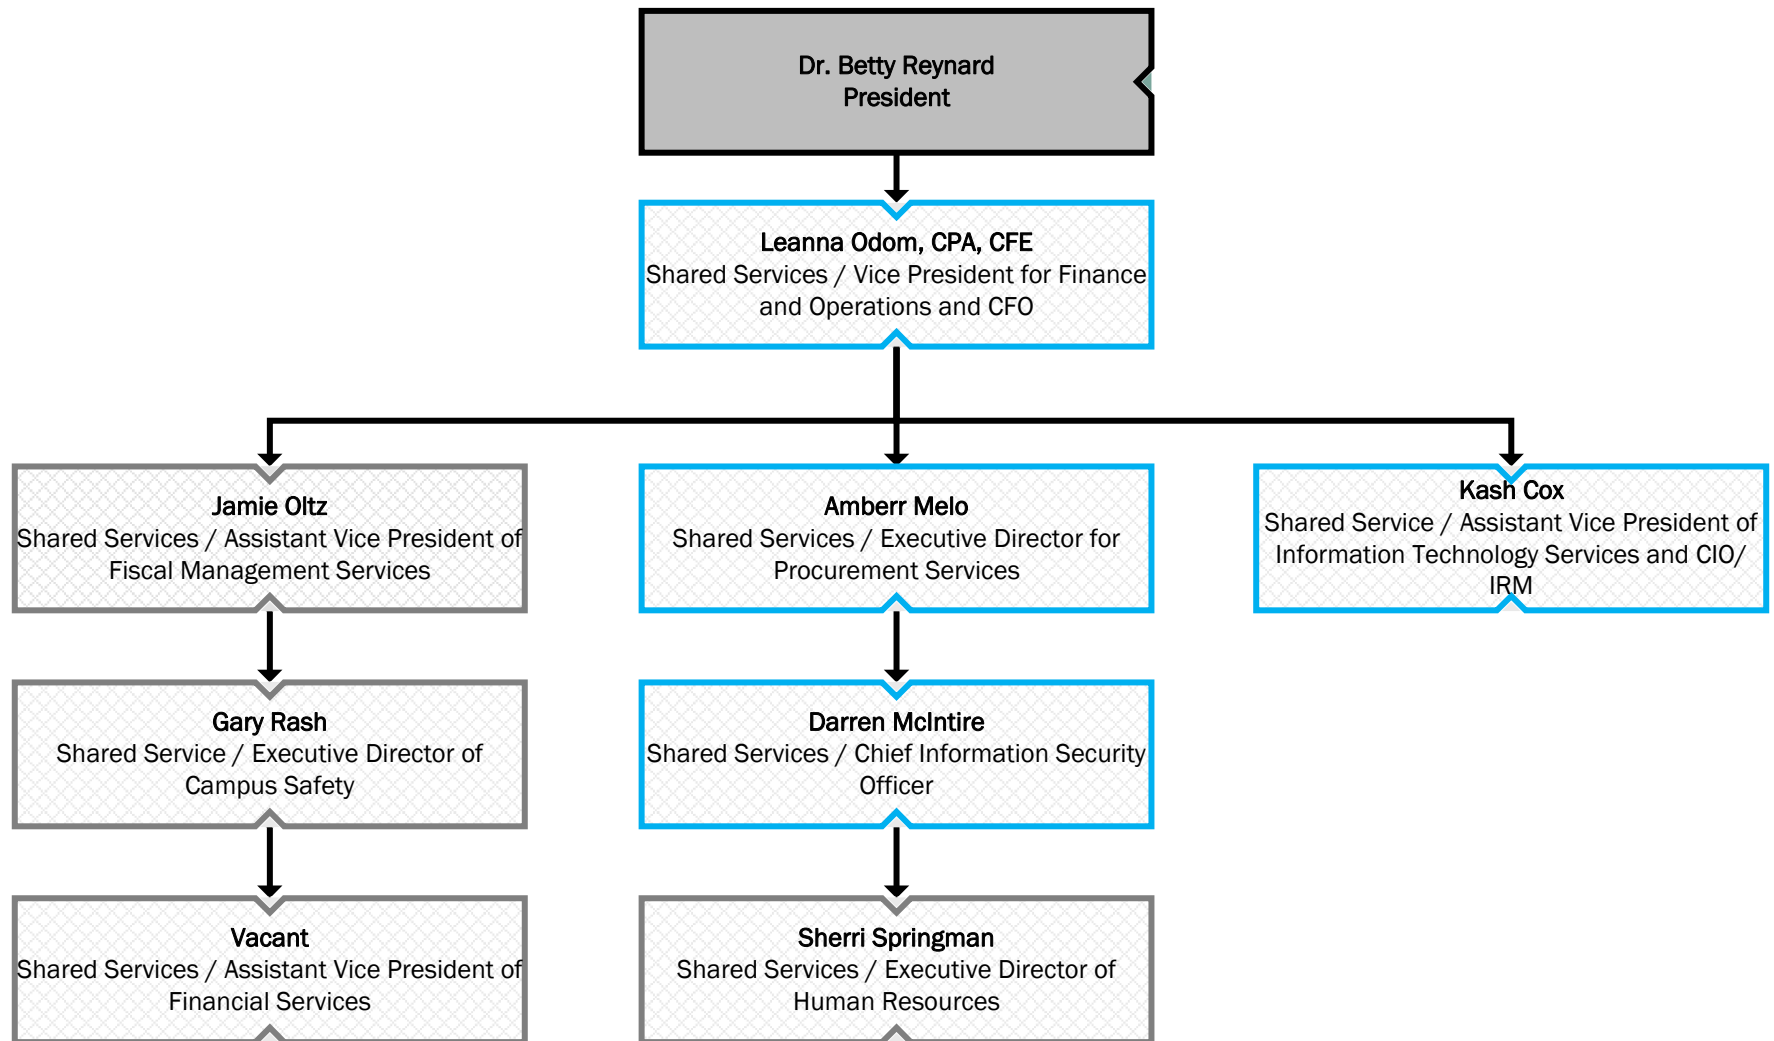 Dr. Betty Reynard
President
Leanna Odom, CPA, CFE
Shared Services / Vice President for Finance
and Operations and CFO
Jamie Oltz
Shared Services / Assistant Vice President of
Fiscal Management Services
Amberr Melo
Shared Services / Executive Director for
Procurement Services
Kash Cox
Shared Service / Assistant Vice President of
Information Technology Services and CIO/
IRM
Gary Rash
Shared Service / Executive Director of
Campus Safety
Darren McIntire
Shared Services / Chief Information Security
Officer
Vacant
Shared Services / Assistant Vice President of
Financial Services
Sherri Springman
Shared Services / Executive Director of
Human Resources